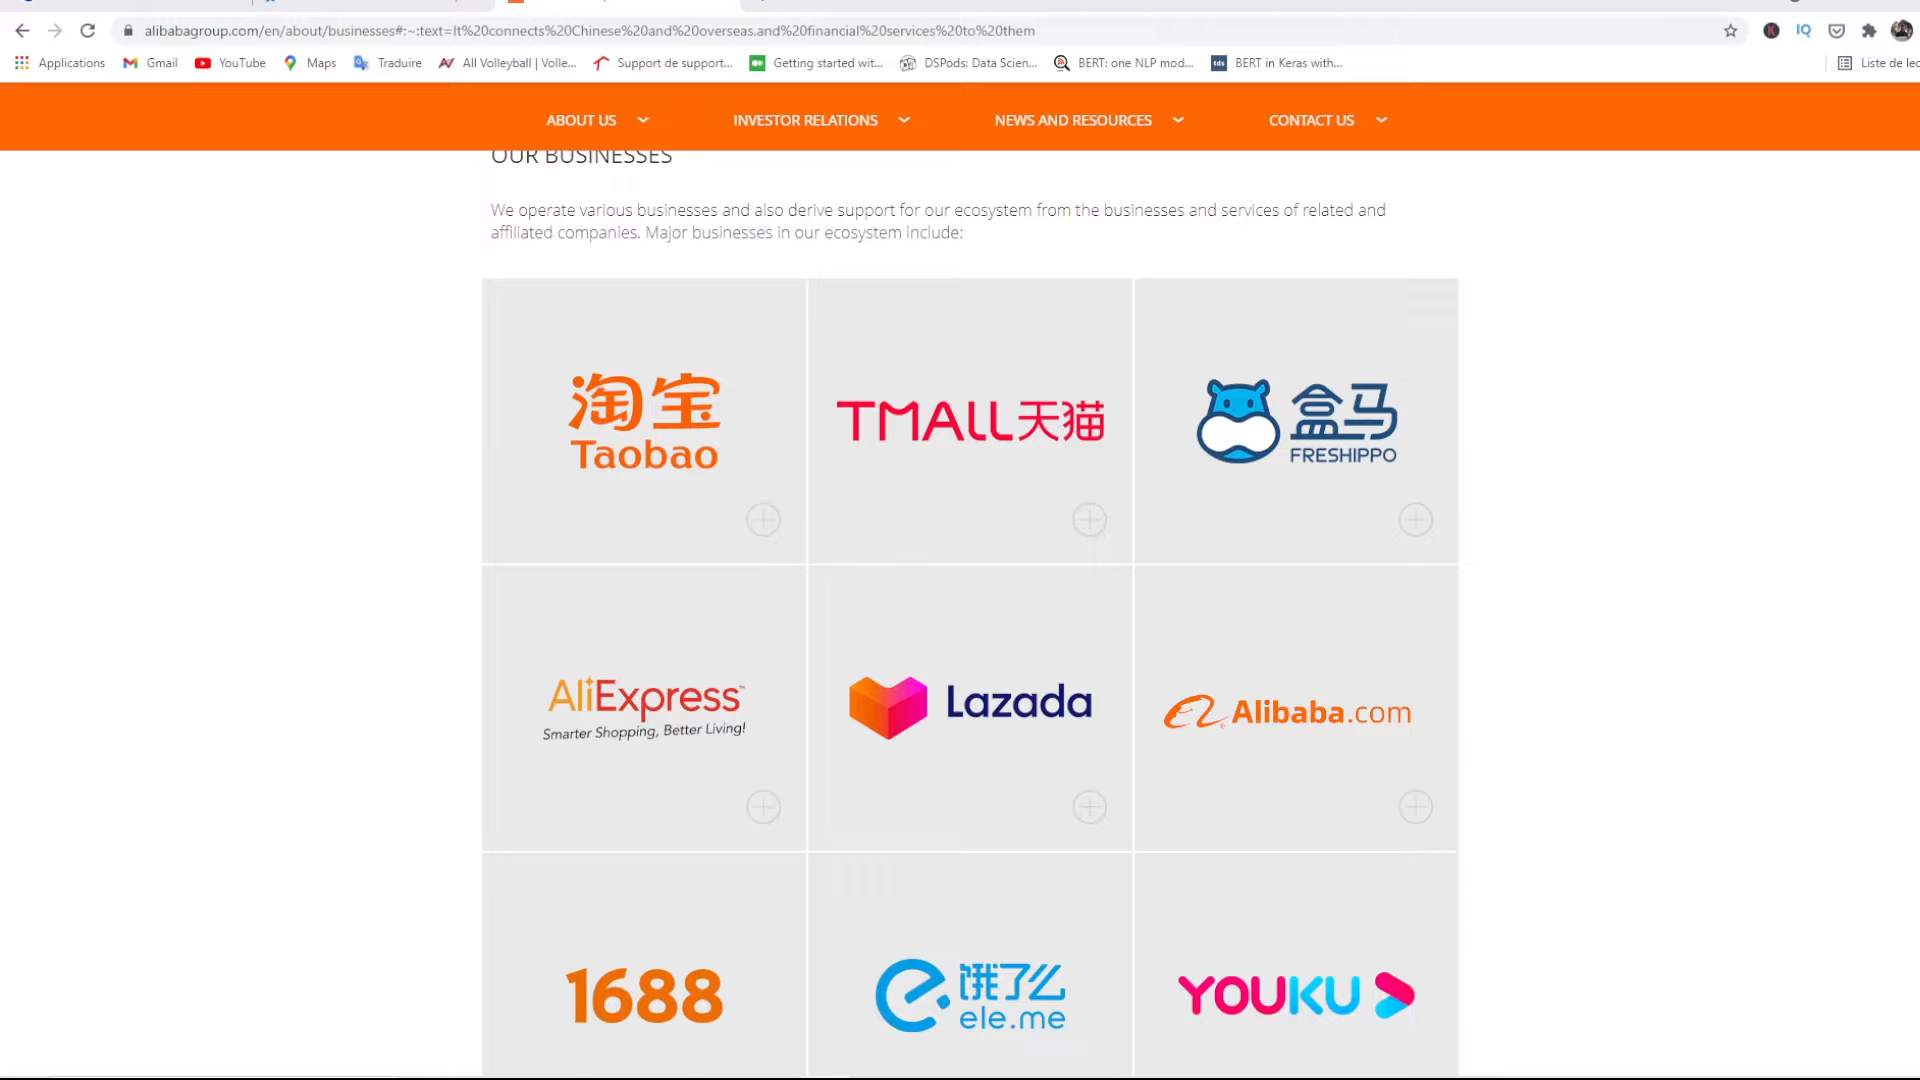 alibabagroup.com/en/about/businesses#:~:text=It%20connects%20Chinese%20and%20overseas,and%20financial%20services%20to%20them
IQ
Applications
Gmail
YouTube
Maps
Traduire
All Volleyball | Volle...
Support de support...
Getting started wit...
DSPods: Data Scien...
BERT: one NLP mod...
tds
BERT in Keras with...
Liste de lec
ABOUT US
INVESTOR RELATIONS
NEWS AND RESOURCES
CONTACT US
OUR BUSINESSES
We operate various businesses and also derive support for our ecosystem from the businesses and services of related and
affiliated companies. Major businesses in our ecosystem include:
淘宝
Taobao
TMALL天猫
盒马
FRESHIPPO
AliExpress™
Smarter Shopping, Better Living!
Lazada
Alibaba.com
1688
饿了么
ele.me
YOUKU